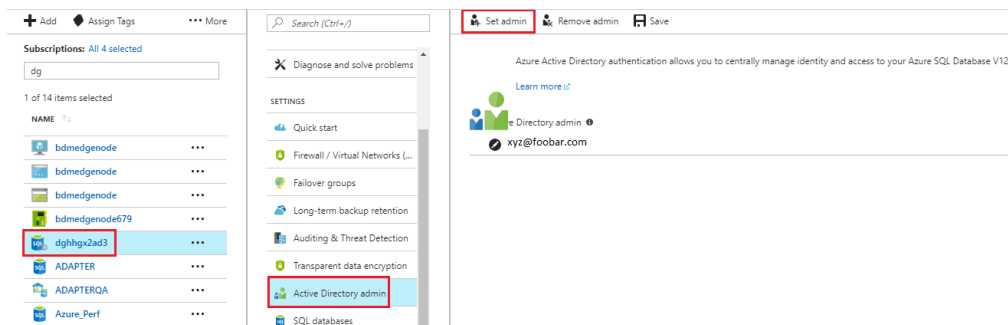 Add Assign Tags ••• More
Subscriptions: All 4 selected
dg
1 of 14 items selected
NAME
bdmedgenode •••
bdmedgenode •••
bdmedgenode •••
bdmedgenode679 •••
dghhgx2ad3 •••
ADAPTER •••
ADAPTERQA •••
Azure_Perf •••
Search (Ctrl+/)
Diagnose and solve problems
SETTINGS
Quick start
Firewall / Virtual Networks (...
Failover groups
Long-term backup retention
Auditing & Threat Detection
Transparent data encryption
Active Directory admin
SQL databases
Set admin Remove admin Save
Azure Active Directory authentication allows you to centrally manage identity and access to your Azure SQL Database V12
Learn more
e Directory admin
xyz@foobar.com